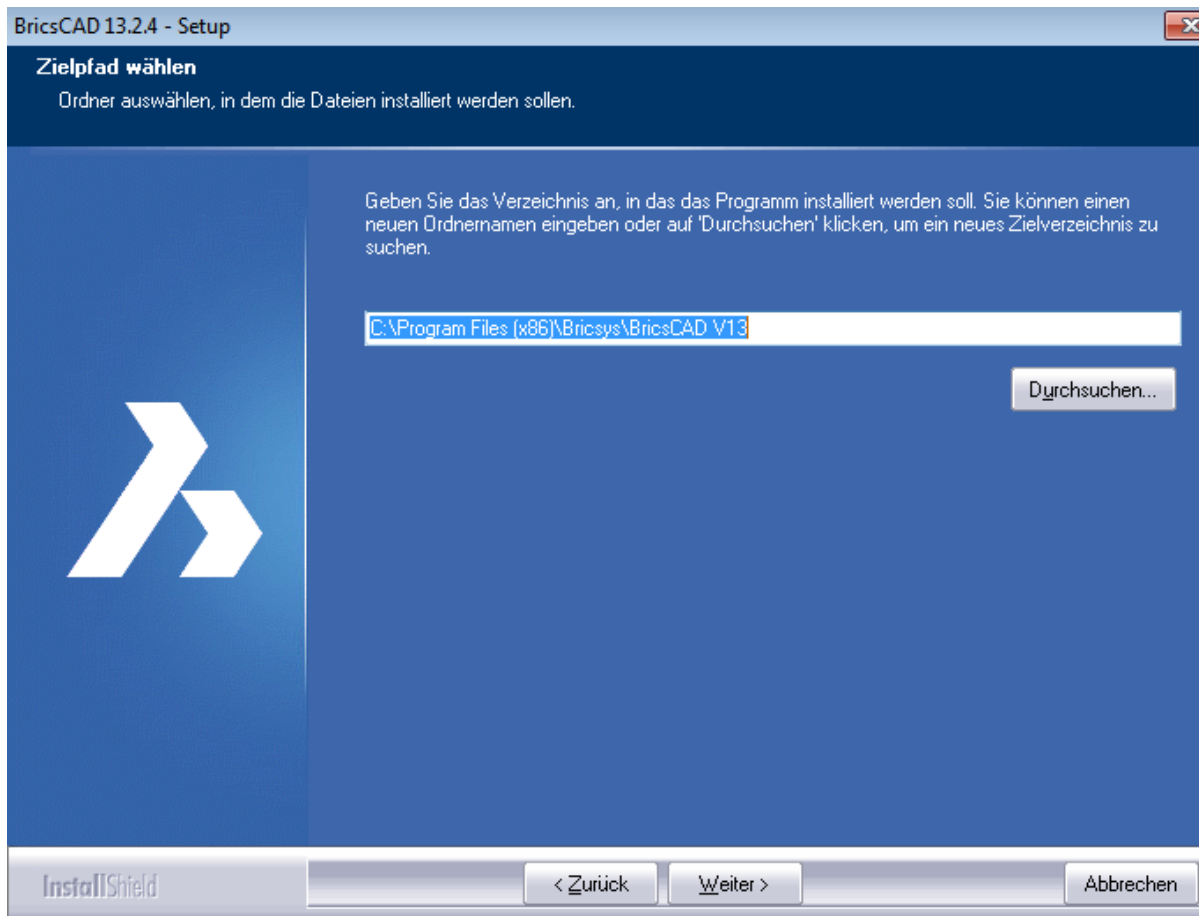 BricsCAD 13.2.4 - Setup
Zielpfad wählen
Ordner auswählen, in dem die Dateien installiert werden sollen.
Geben Sie das Verzeichnis an, in das das Programm installiert werden soll. Sie können einen
neuen Ordnernamen eingeben oder auf 'Durchsuchen' klicken, um ein neues Zielverzeichnis zu
suchen.
C:\Program Files (x86)\Bricsys\BricsCAD V13
Durchsuchen...
InstallShield
< Zurück
Weiter >
Abbrechen